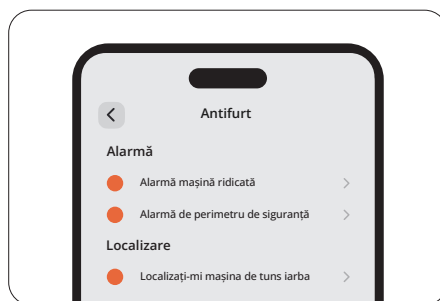 Antifurt
Alarmă
Alarmă mașină ridicată
Alarmă de perimetru de siguranță
Localizare
Localizați-mi mașina de tuns iarba